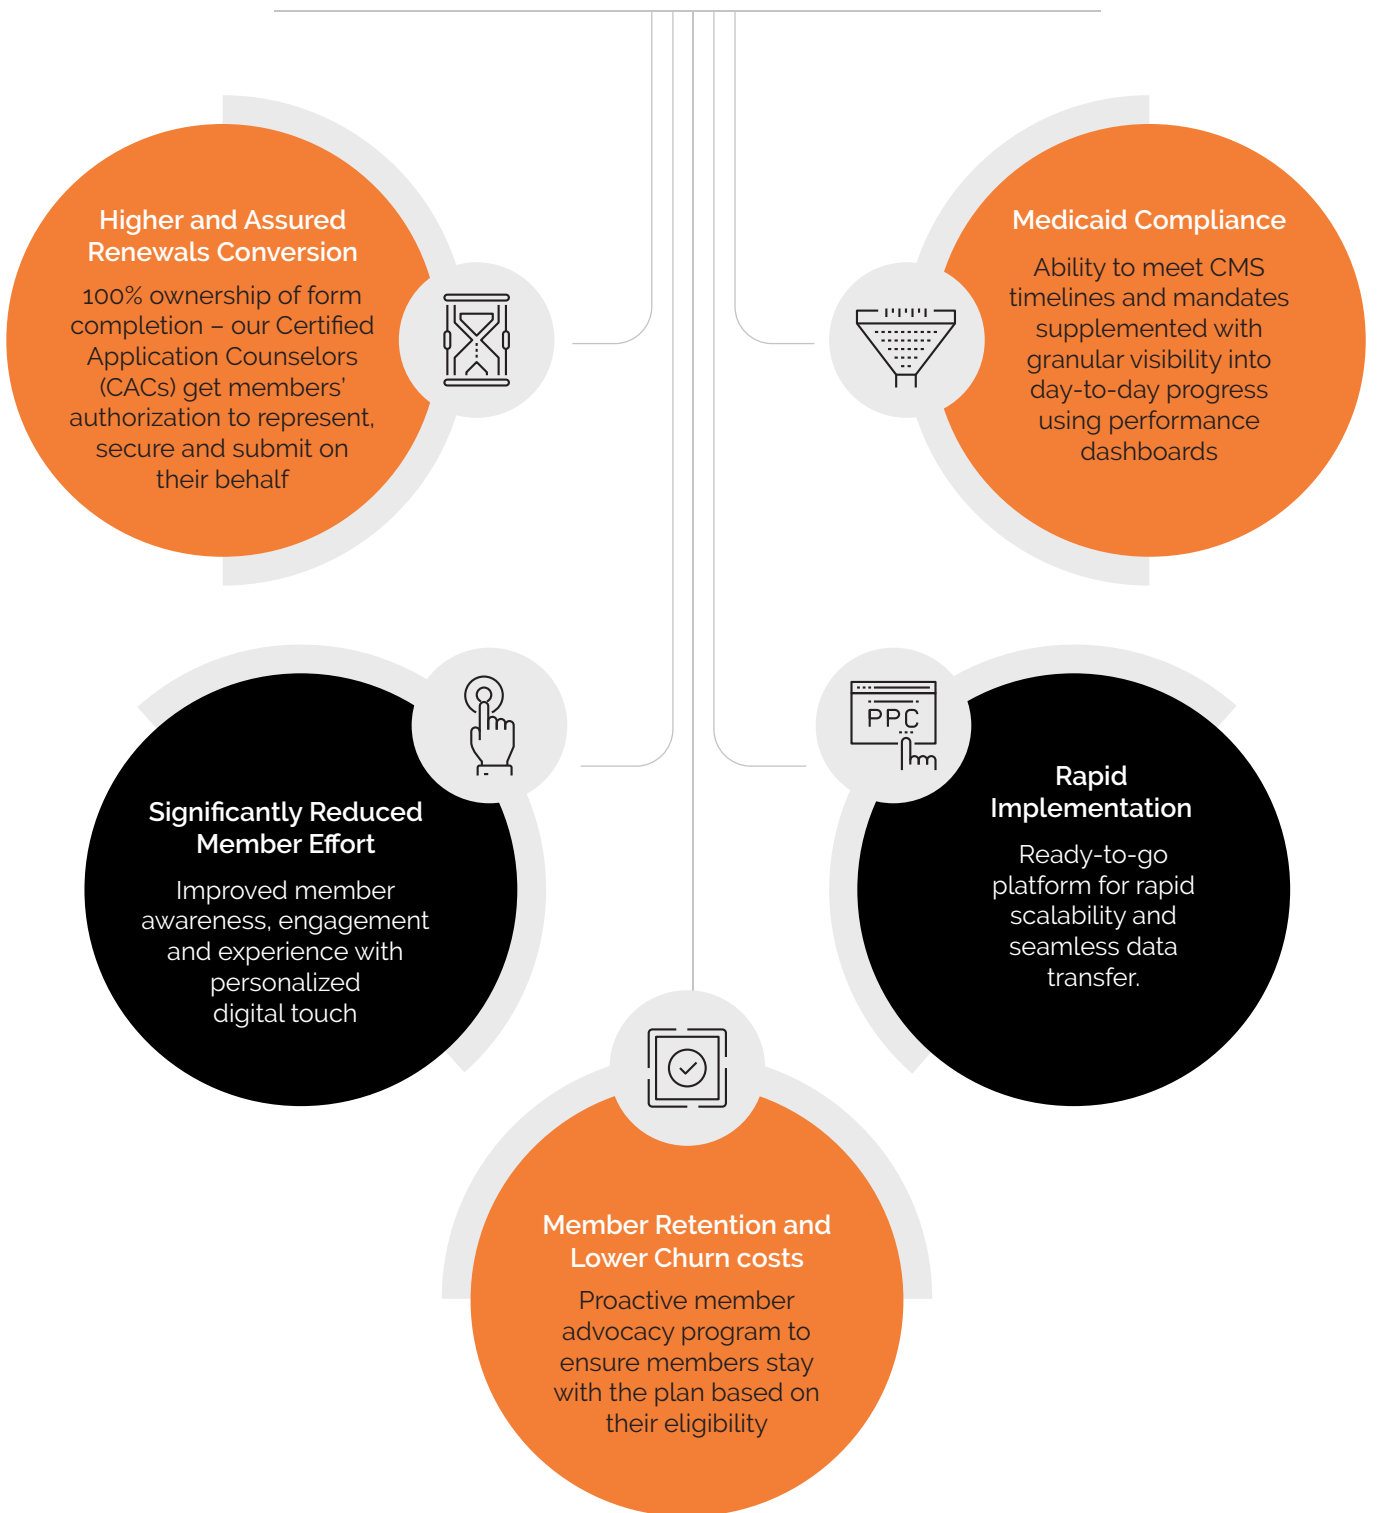 Higher and Assured
Renewals Conversion
100% ownership of form
completion – our Certified
Application Counselors
(CACs) get members’
authorization to represent,
secure and submit on
their behalf
Medicaid Compliance
Ability to meet CMS
timelines and mandates
supplemented with
granular visibility into
day-to-day progress
using performance
dashboards
Significantly Reduced
Member Effort
Improved member
awareness, engagement
and experience with
personalized
digital touch
PPC
Rapid
Implementation
Ready-to-go
platform for rapid
scalability and
seamless data
transfer.
Member Retention and
Lower Churn costs
Proactive member
advocacy program to
ensure members stay
with the plan based on
their eligibility